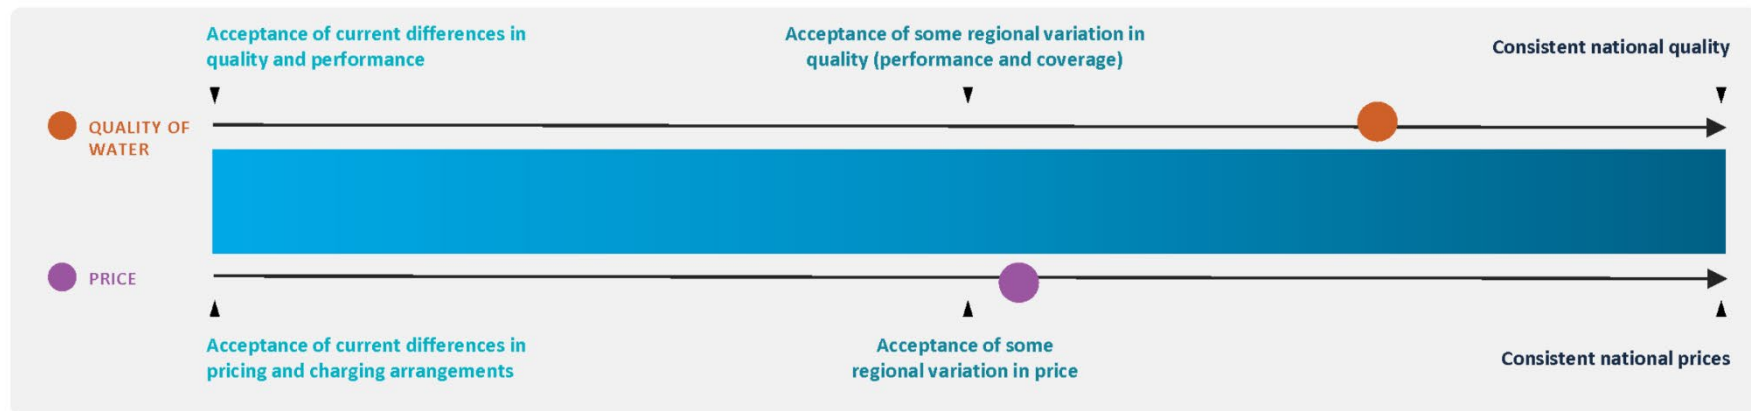 Acceptance of current differences in
quality and performance
Acceptance of some regional variation in
quality (performance and coverage)
Consistent national quality
QUALITY OF
WATER
PRICE
Acceptance of current differences in
pricing and charging arrangements
Acceptance of some
regional variation in price
Consistent national prices